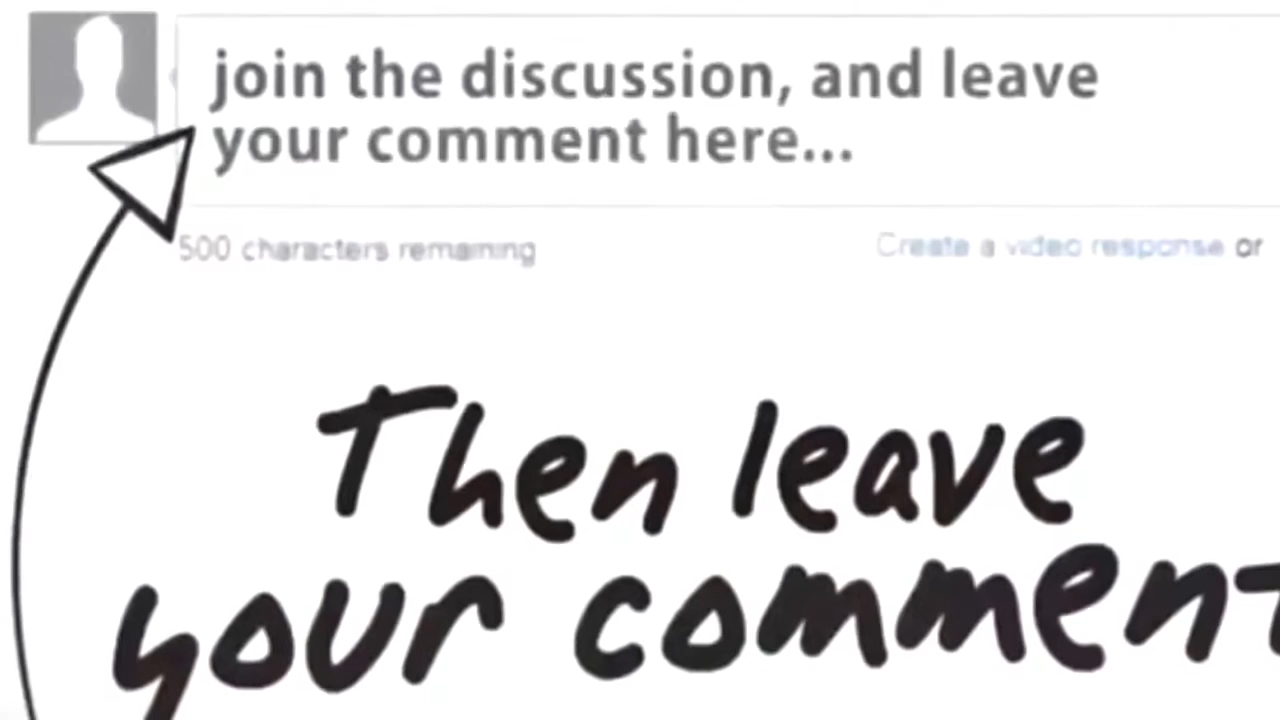 join the discussion, and leave
your comment here...
500 characters remaining
Create a video response or
Then leave
your comment